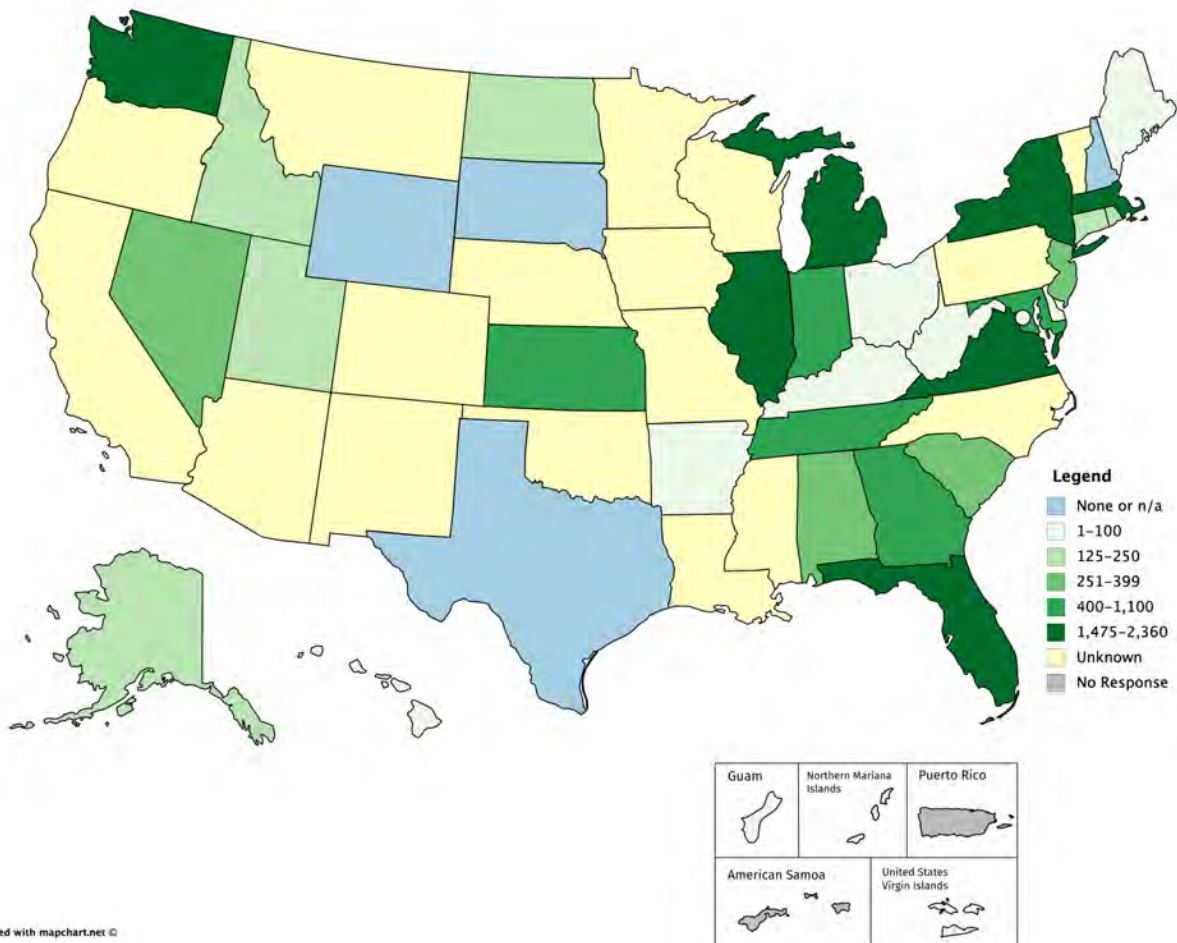 Legend
None or n/a
1–100
125–250
251–399
400–1,100
1,475–2,360
Unknown
No Response
Guam
Northern Mariana
Islands
Puerto Rico
American Samoa
United States
Virgin Islands
ed with mapchart.net ©